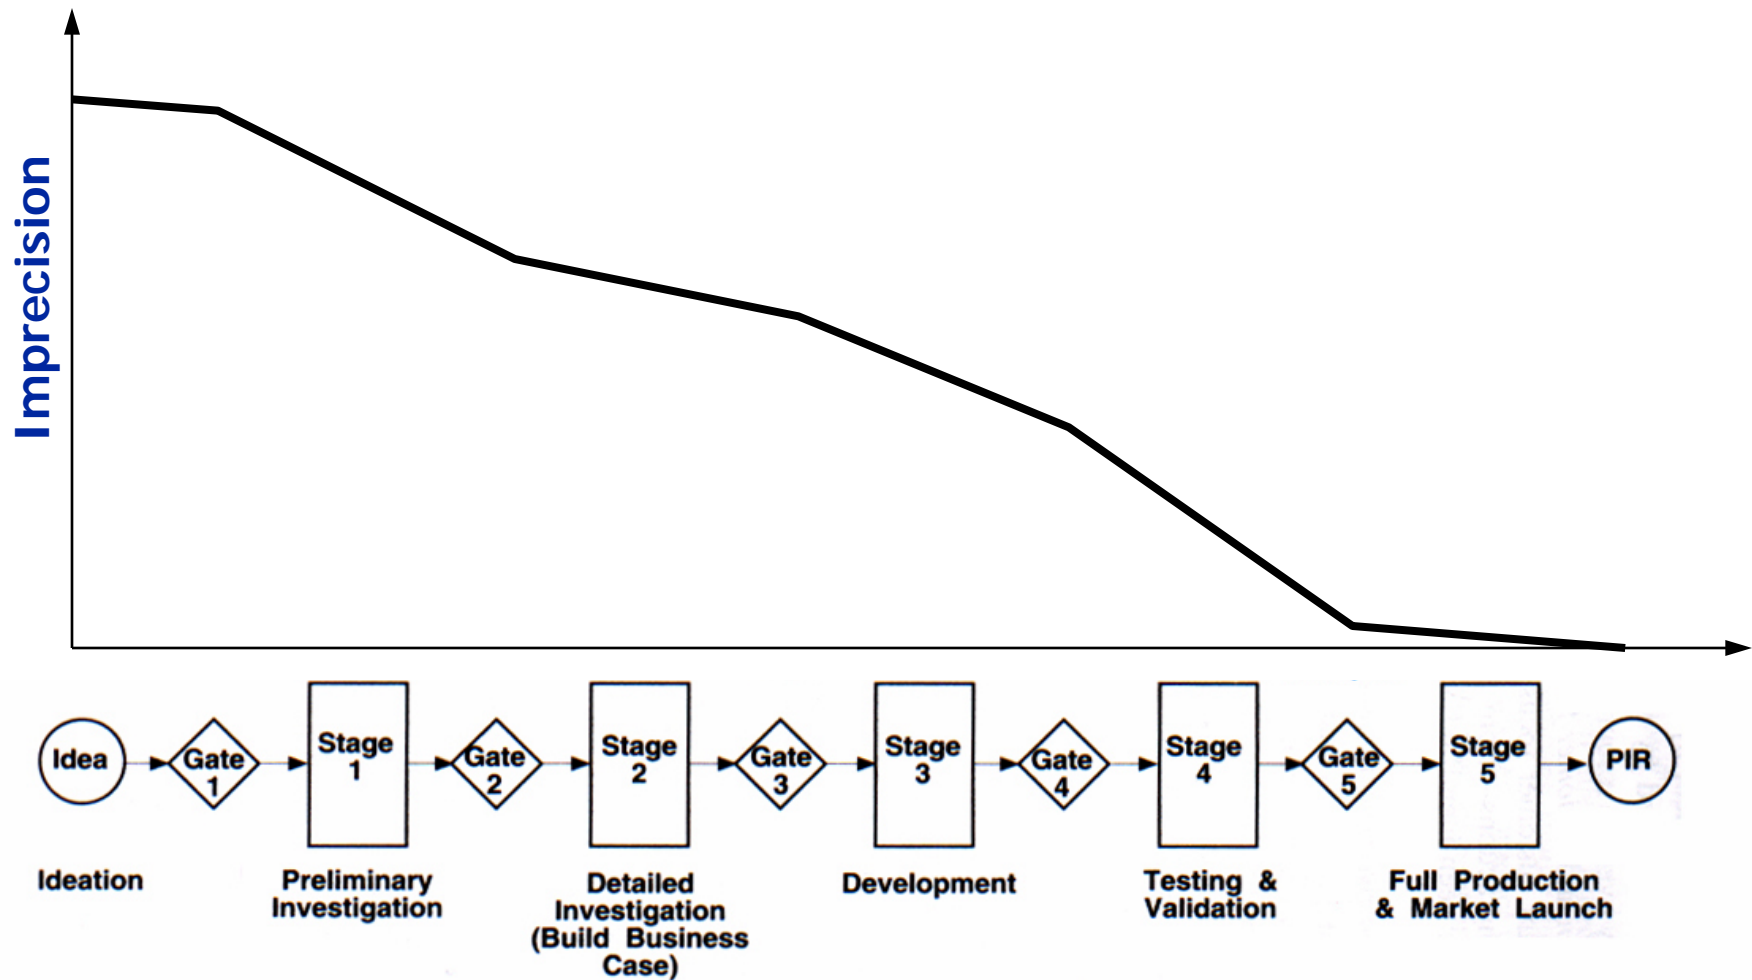 Imprecision
Idea
Gate
1
Stage
1
Gate
2
Stage
2
Gate
3
Stage
3
Gate
4
Stage
4
Gate
5
Stage
5
PIR
Ideation
Preliminary
Investigation
Detailed
Investigation
(Build Business
Case)
Development
Testing &
Validation
Full Production
& Market Launch